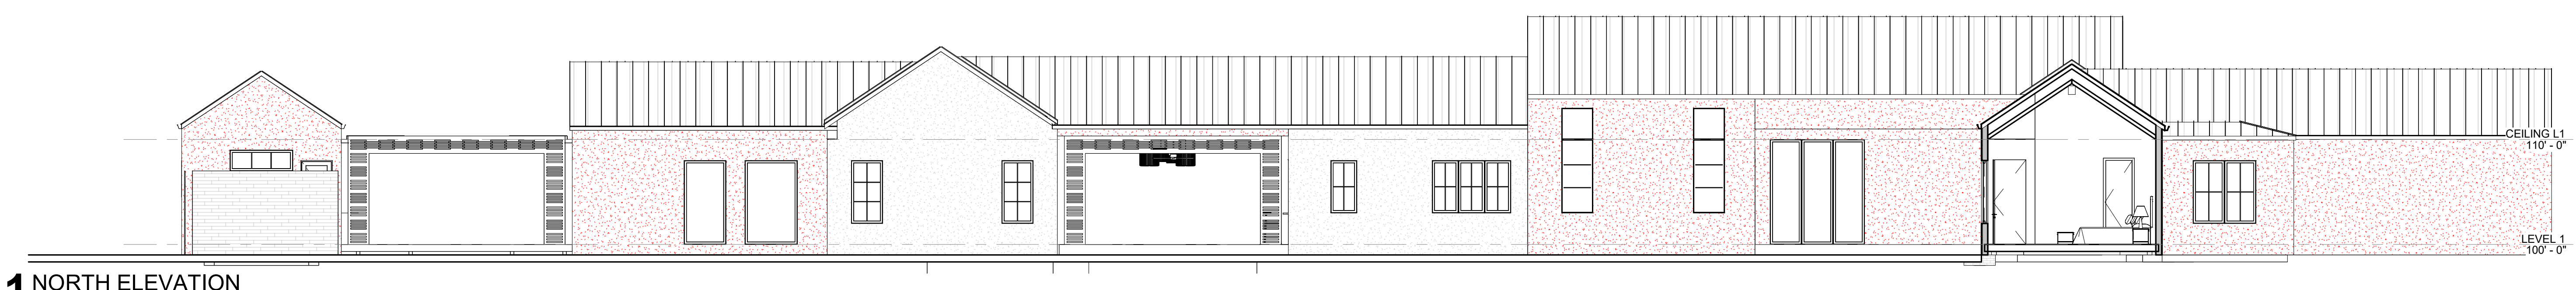 CEILING L1
110' - 0"
LEVEL 1
100' - 0"
1 NORTH ELEVATION